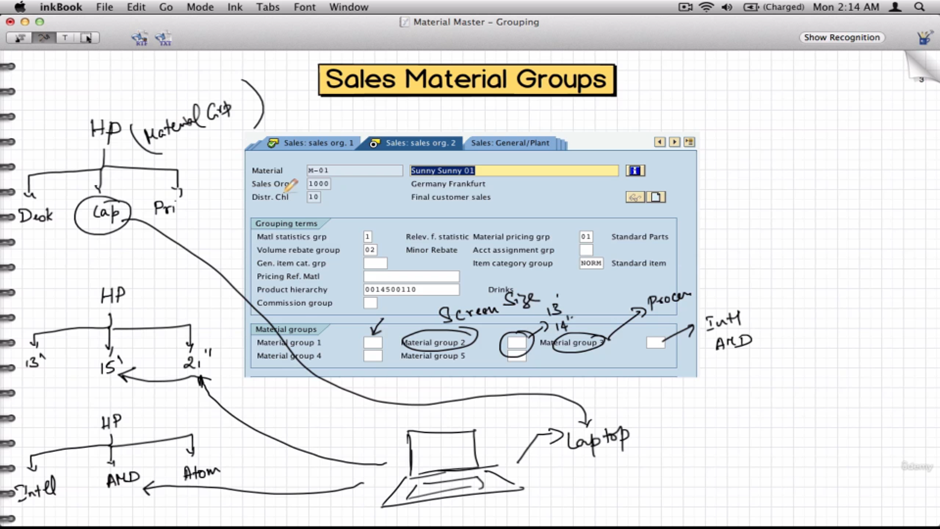 inkBook File Edit Go Mode Ink Tabs Font Window
(Charged) Mon 2:14 AM
Material Master - Grouping
Show Recognition
Sales Material Groups
HP (Material Grp)
Desk Lap Pri
Sales: sales org. 1 Sales: sales org. 2 Sales: General/Plant
Material M-01 Sunny Sunny 01
Sales Org 1000 Germany Frankfurt
Distr. Chl 10 Final customer sales
Grouping terms
Matl statistics grp 1 Relev. f. statistic Material pricing grp 01 Standard Parts
Volume rebate group 02 Minor Rebate Acct assignment grp
Gen. item cat. grp Item category group NORM Standard item
Pricing Ref. Matl
Product hierarchy 0014500110 Drinks
Commission group
Screen Size 13' 14"
Material groups
Material group 1 Material group 2 Material group
Material group 4 Material group 5
Intl
AMD
HP
13" 15' 21"
HP
Intl AMD Atom
Laptop